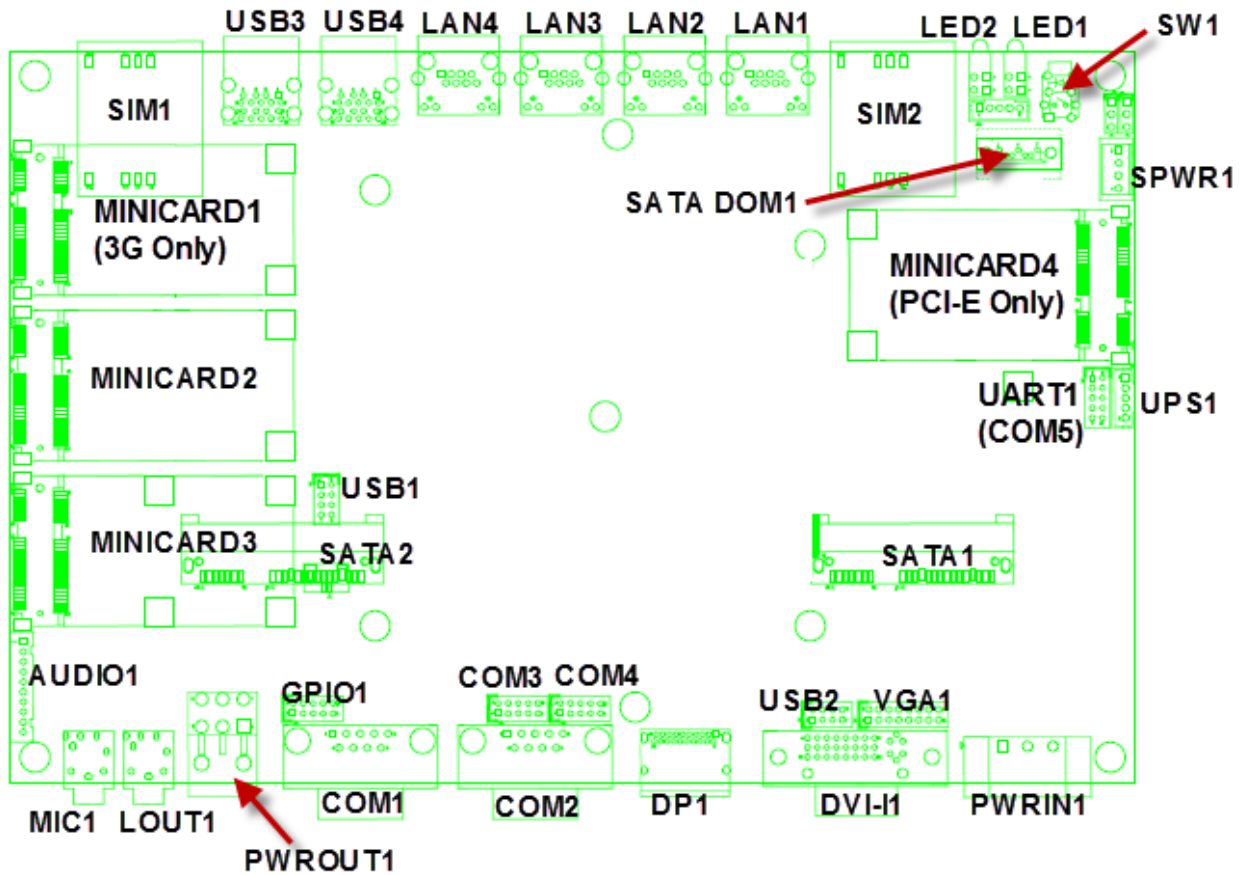 USB3
USB4
LAN4
LAN3
LAN2
LAN1
LED2
LED1
SW1
SIM1
SIM2
SPWR1
SATA DOM1
MINICARD1
(3G Only)
MINICARD4
(PCI-E Only)
MINICARD2
UART1
(COM5)
UPS1
USB1
MINICARD3
SATA2
SATA1
AUDIO1
GPIO1
COM3
COM4
USB2
VGA1
MIC1
LOUT1
COM1
COM2
DP1
DVI-I1
PWRIN1
PWROUT1